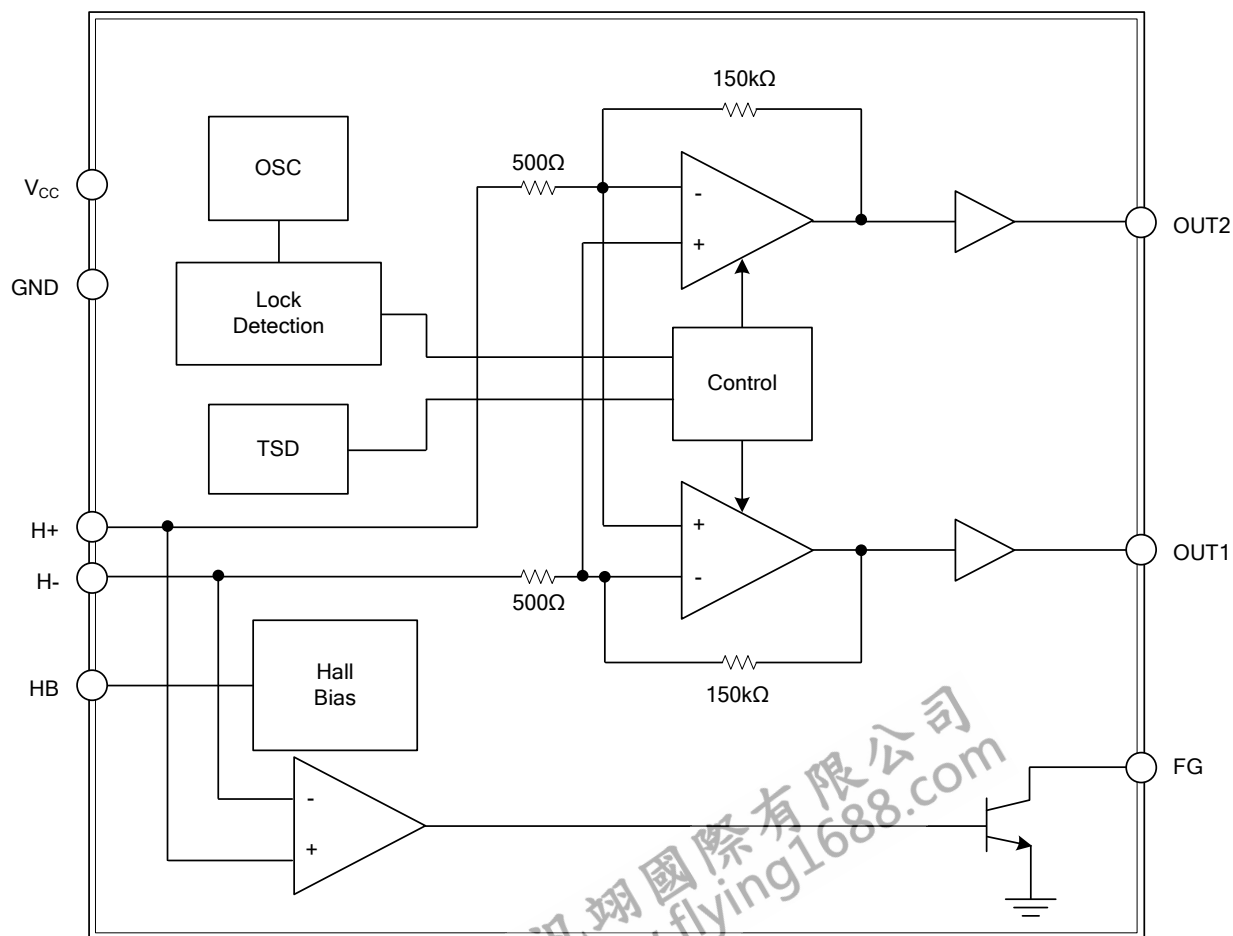 150kΩ
OSC
500Ω
VCC
-
+
OUT2
GND
Lock
Detection
Control
TSD
H+
+
OUT1
H-
-
500Ω
Hall
Bias
HB
150kΩ
FG
-
+
翊國際有限公司
.flying1688.com